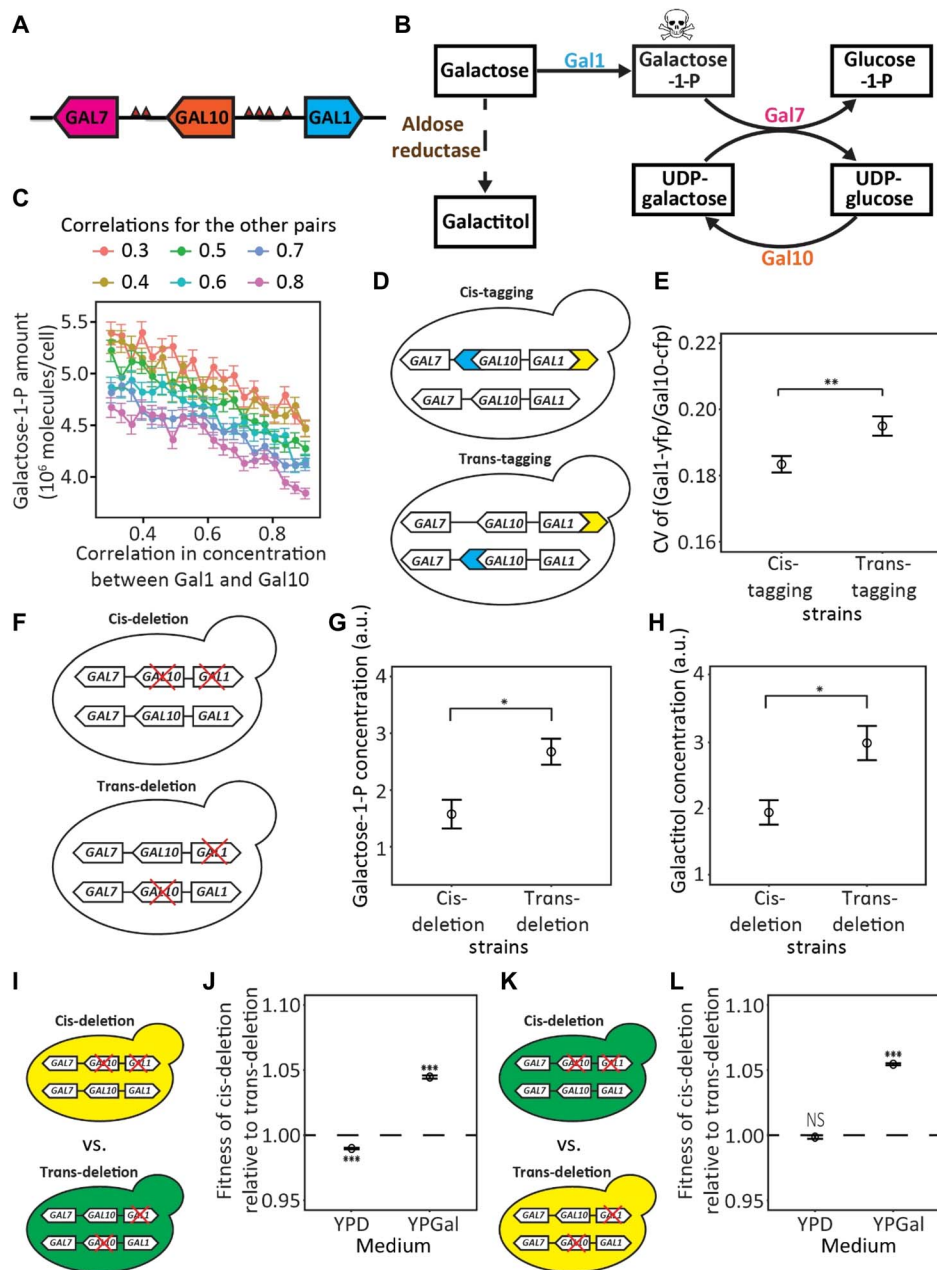 A
GAL7
GAL10
GAL1
B
Galactose
Gal1
Galactose
-1-P
Glucose
-1-P
Aldose
reductase
Gal7
Galactitol
UDP-
galactose
UDP-
glucose
Gal10
C
Correlations for the other pairs
0.3
0.5
0.7
0.4
0.6
0.8
Galactose-1-P amount
(10⁶ molecules/cell)
5.5
5.0
4.5
4.0
0.4
0.6
0.8
Correlation in concentration
between Gal1 and Gal10
D
Cis-tagging
GAL7
GAL10
GAL1
GAL7
GAL10
GAL1
Trans-tagging
GAL7
GAL10
GAL1
GAL7
GAL10
GAL1
E
CV of (Gal1-yfp/Gal10-cfp)
0.22
0.20
0.18
0.16
**
Cis-
tagging
Trans-
tagging
strains
F
Cis-deletion
GAL7
GAL10
GAL1
GAL7
GAL10
GAL1
Trans-deletion
GAL7
GAL10
GAL1
GAL7
GAL10
GAL1
G
Galactose-1-P concentration (a.u.)
4
3
2
1
*
Cis-
deletion
Trans-
deletion
strains
H
Galactitol concentration (a.u.)
4
3
2
1
*
Cis-
deletion
Trans-
deletion
strains
I
Cis-deletion
GAL7
GAL10
GAL1
GAL7
GAL10
GAL1
vs.
Trans-deletion
GAL7
GAL10
GAL1
GAL7
GAL10
GAL1
J
Fitness of cis-deletion
relative to trans-deletion
1.10
1.05
1.00
0.95
***
***
YPD
YPGal
Medium
K
Cis-deletion
GAL7
GAL10
GAL1
GAL7
GAL10
GAL1
vs.
Trans-deletion
GAL7
GAL10
GAL1
GAL7
GAL10
GAL1
L
Fitness of cis-deletion
relative to trans-deletion
1.10
1.05
1.00
0.95
NS
***
YPD
YPGal
Medium